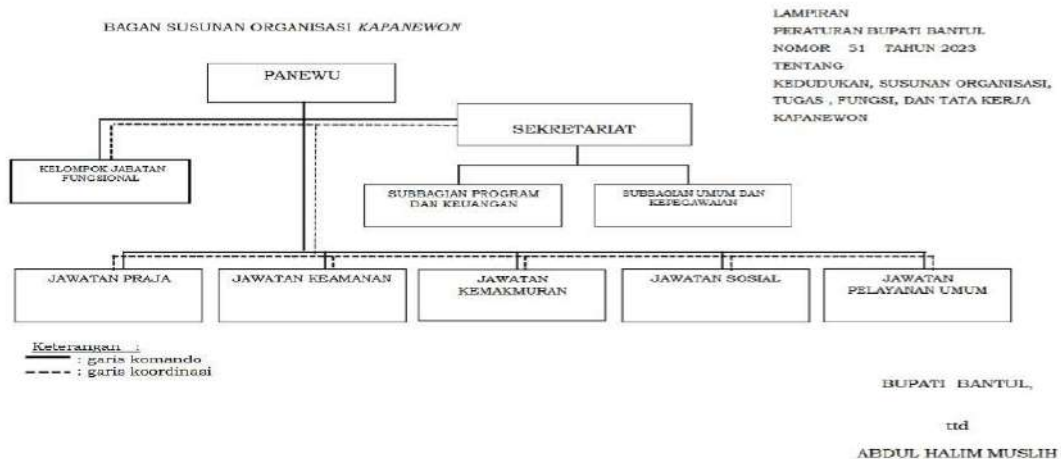 BAGAN SUSUNAN ORGANISASI KAPANEWON
LAMPIRAN
PERATURAN BUPATI BANTUL
NOMOR 51 TAHUN 2023
TENTANG
KEDUDUKAN, SUSUNAN ORGANISASI,
TUGAS , FUNGSI, DAN TATA KERJA
KAPANEWON
PANEWU
SEKRETARIAT
KELOMPOK JABATAN
FUNGSIONAL
SUBBAGIAN PROGRAM
DAN KEUANGAN
SUBBAGIAN UMUM DAN
KEPEGAWAIAN
JAWATAN PRAJA
JAWATAN KEAMANAN
JAWATAN
KEMAKMURAN
JAWATAN SOSIAL
JAWATAN
PELAYANAN UMUM
Keterangan :
: garis komando
: garis koordinasi
BUPATI BANTUL,
ttd
ABDUL HALIM MUSLIH